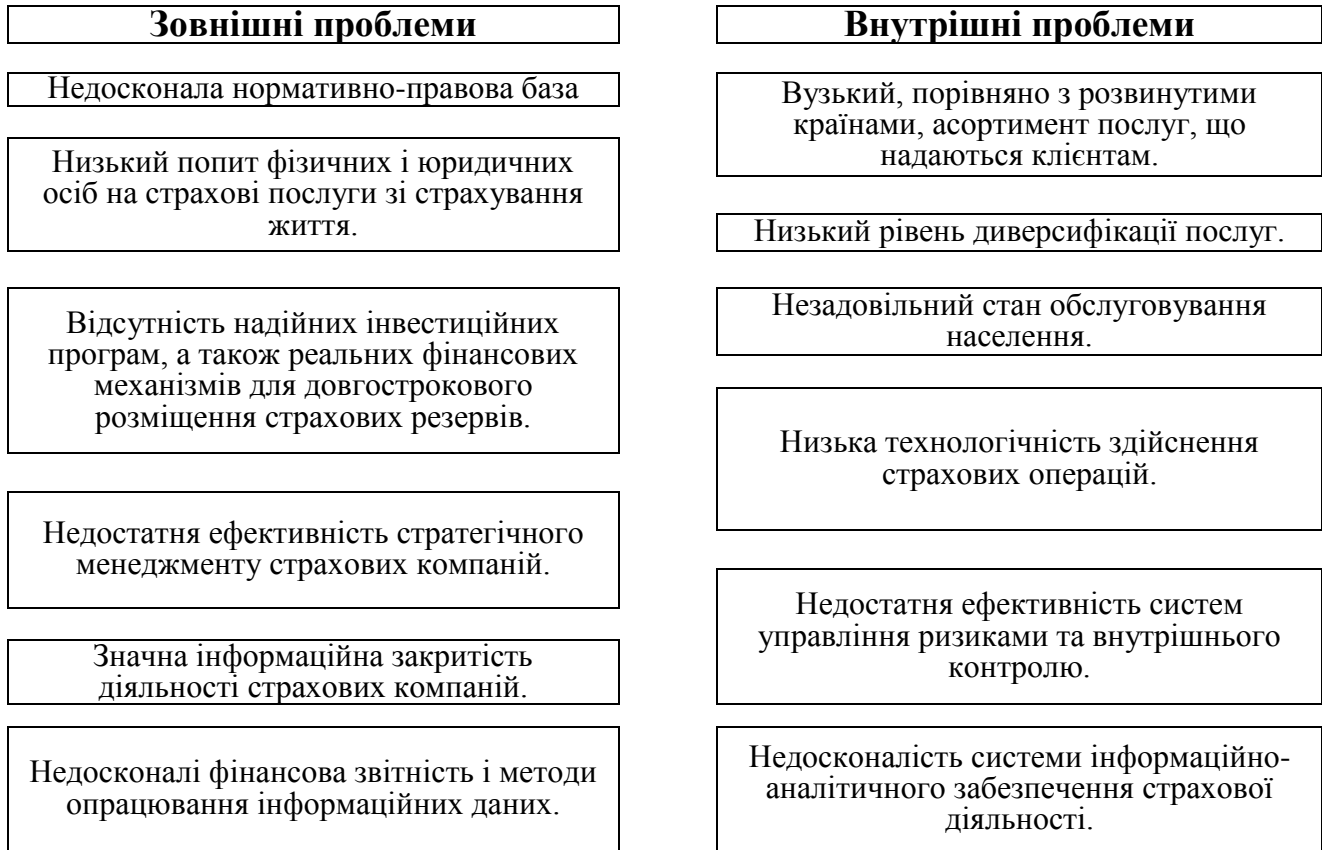 Зовнішні проблеми
Недосконала нормативно-правова база
Низький попит фізичних і юридичних
осіб на страхові послуги зі страхування
життя.
Відсутність надійних інвестиційних
програм, а також реальних фінансових
механізмів для довгострокового
розміщення страхових резервів.
Недостатня ефективність стратегічного
менеджменту страхових компаній.
Значна інформаційна закритість
діяльності страхових компаній.
Недосконалі фінансова звітність і методи
опрацювання інформаційних даних.
Внутрішні проблеми
Вузький, порівняно з розвинутими
країнами, асортимент послуг, що
надаються клієнтам.
Низький рівень диверсифікації послуг.
Незадовільний стан обслуговування
населення.
Низька технологічність здійснення
страхових операцій.
Недостатня ефективність систем
управління ризиками та внутрішнього
контролю.
Недосконалість системи інформаційно-
аналітичного забезпечення страхової
діяльності.